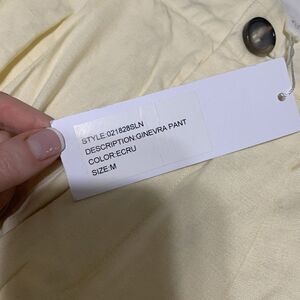 STYLE:021828SLN
DESCRIPTION:GINEVRA PANT
COLOR:ECRU
SIZE:M